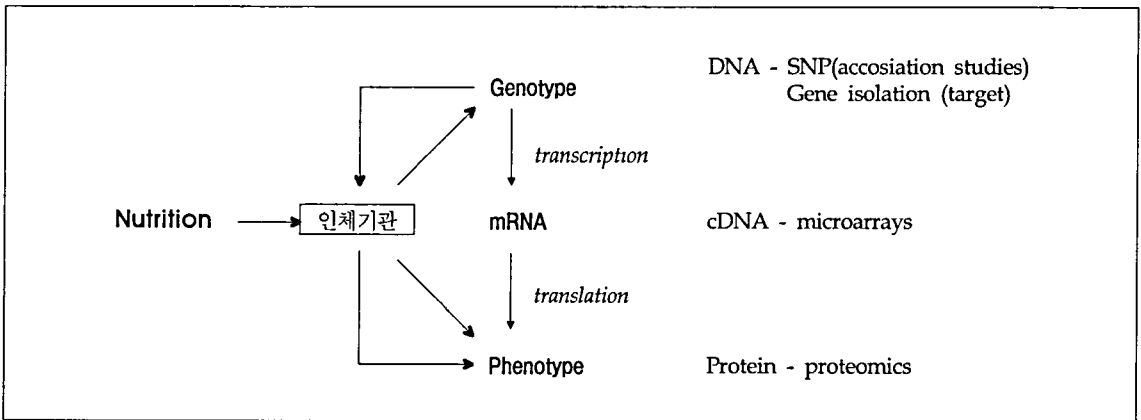 DNA - SNP(accosiation studies)
Genotype
Gene isolation (target)
transcription
Nutrition
인체기관
mRNA
cDNA - microarrays
translation
Phenotype
Protein - proteomics